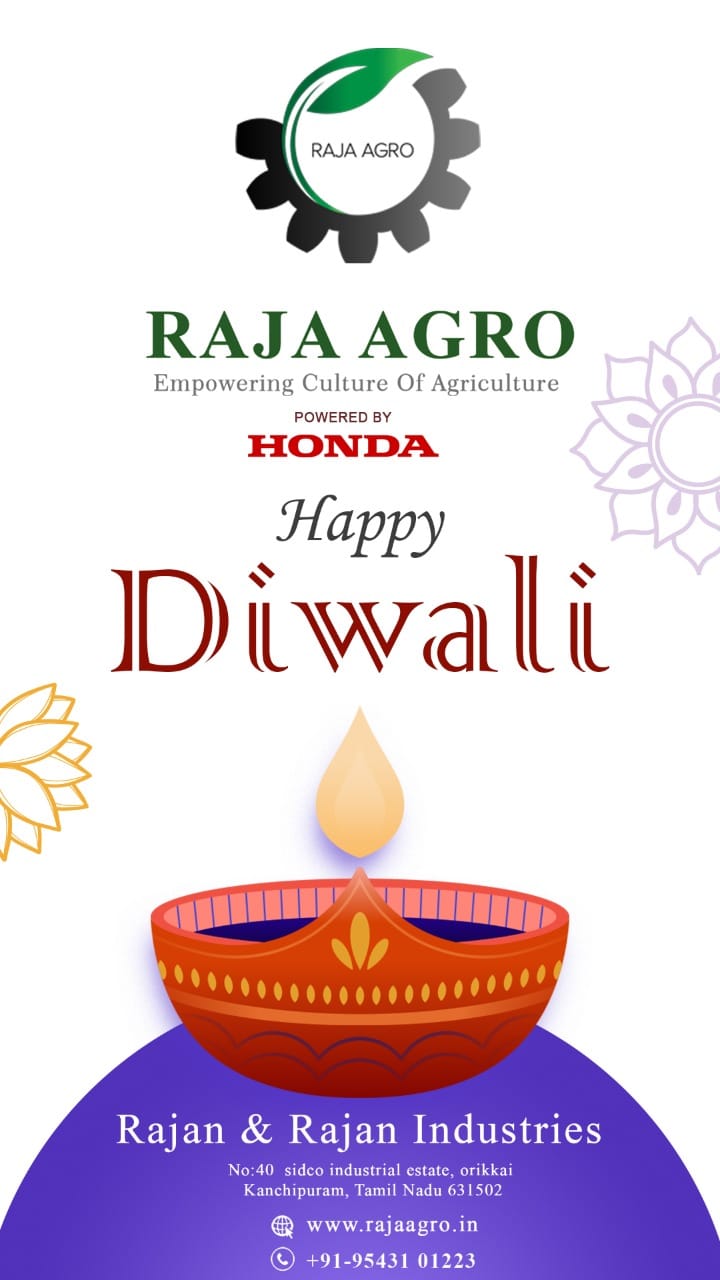 RAJA AGRO
RAJA AGRO
Empowering Culture Of Agriculture
POWERED BY
HONDA
Happy
Diwali
Rajan & Rajan Industries
No:40 sidco industrial estate, orikkai
Kanchipuram, Tamil Nadu 631502
www.rajaagro.in
+91-95431 01223